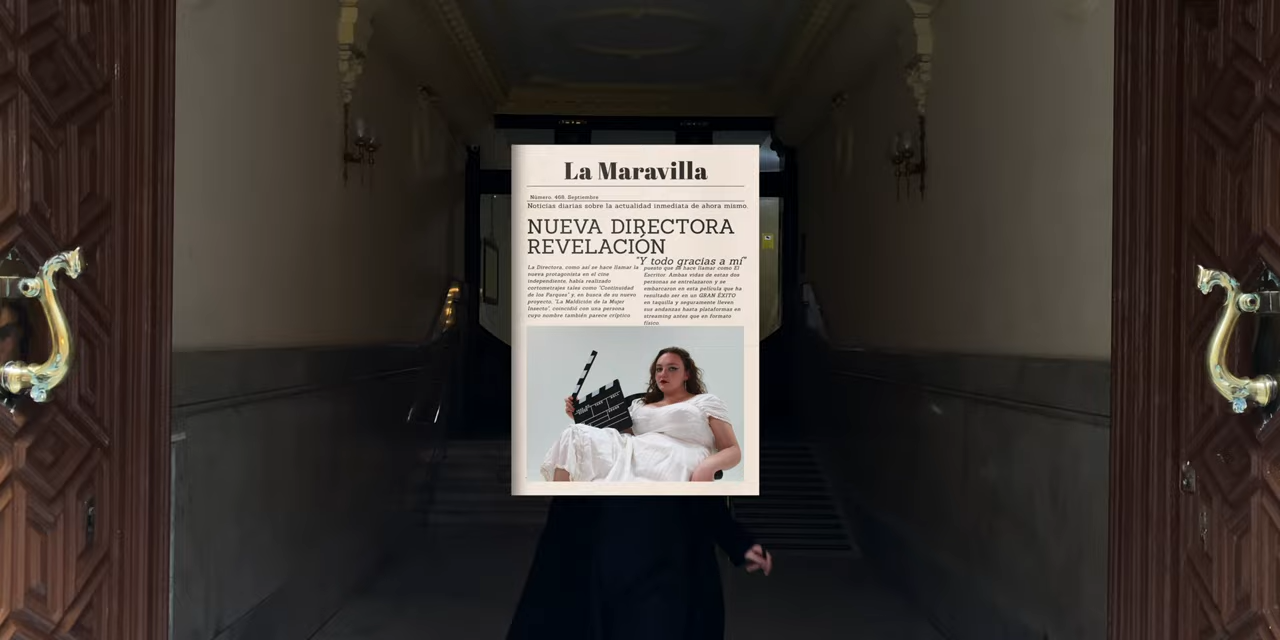 La Maravilla
Número 468. Septiembre
Noticias diarias sobre la actualidad inmediata de ahora mismo.
NUEVA DIRECTORA
REVELACIÓN
"Y todo gracias a mí"
La Directora, como así se hace llamar la
nueva protagonista en el cine
independiente, había realizado
cortometrajes tales como "Continuidad
de los Parques" y, en busca de su nuevo
proyecto, "La Maldición de la Mujer
Insecto", coincidió con una persona
cuyo nombre también parece críptico
puesto que se hace llamar como El
Escritor. Ambas vidas de estas dos
personas se entrelazaron y se
embarcaron en esta película que ha
resultado ser en un GRAN ÉXITO
en taquilla y seguramente lleven
sus andanzas hasta plataformas en
streaming antes que en formato
físico.